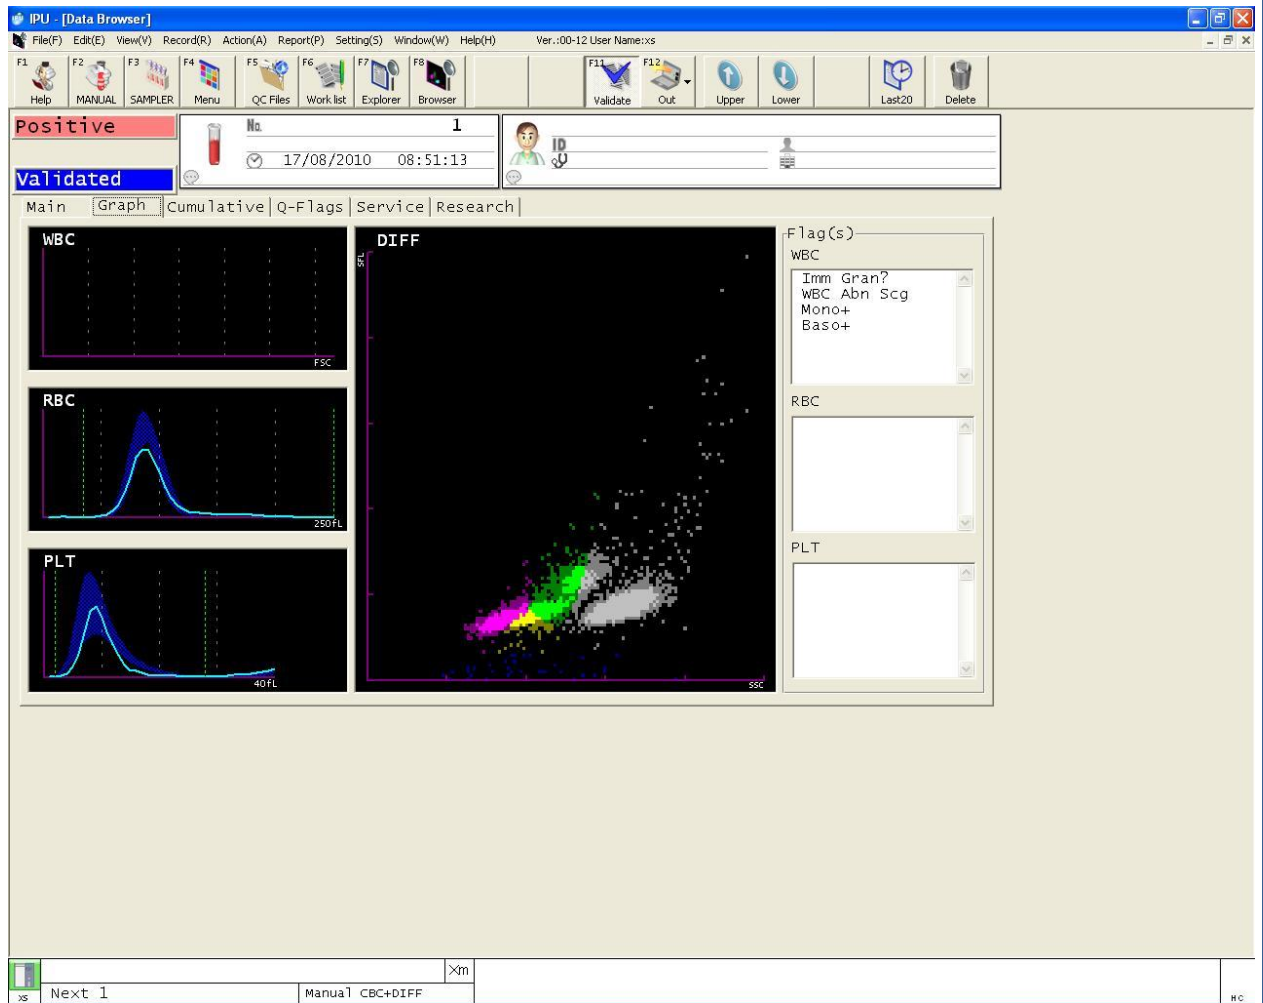 IPU - [Data Browser]
File(F) Edit(E) View(V) Record(R) Action(A) Report(P) Setting(S) Window(W) Help(H) Ver.:00-12 User Name:xs
F1 F2 F3 F4 F5 F6 F7 F8 F11 F12
Help MANUAL SAMPLER Menu QC Files Work list Explorer Browser Validate Out Upper Lower Last20 Delete
Positive
No. 1
ID
17/08/2010 08:51:13
Validated
Main Graph Cumulative Q-Flags Service Research
WBC
FSC
RBC
250fL
PLT
40fL
DIFF
SFL
SSC
Flag(s)
WBC
Imm Gran?
WBC Abn Scg
Mono+
Baso+
RBC
PLT
Xm
XS Next 1 Manual CBC+DIFF HC